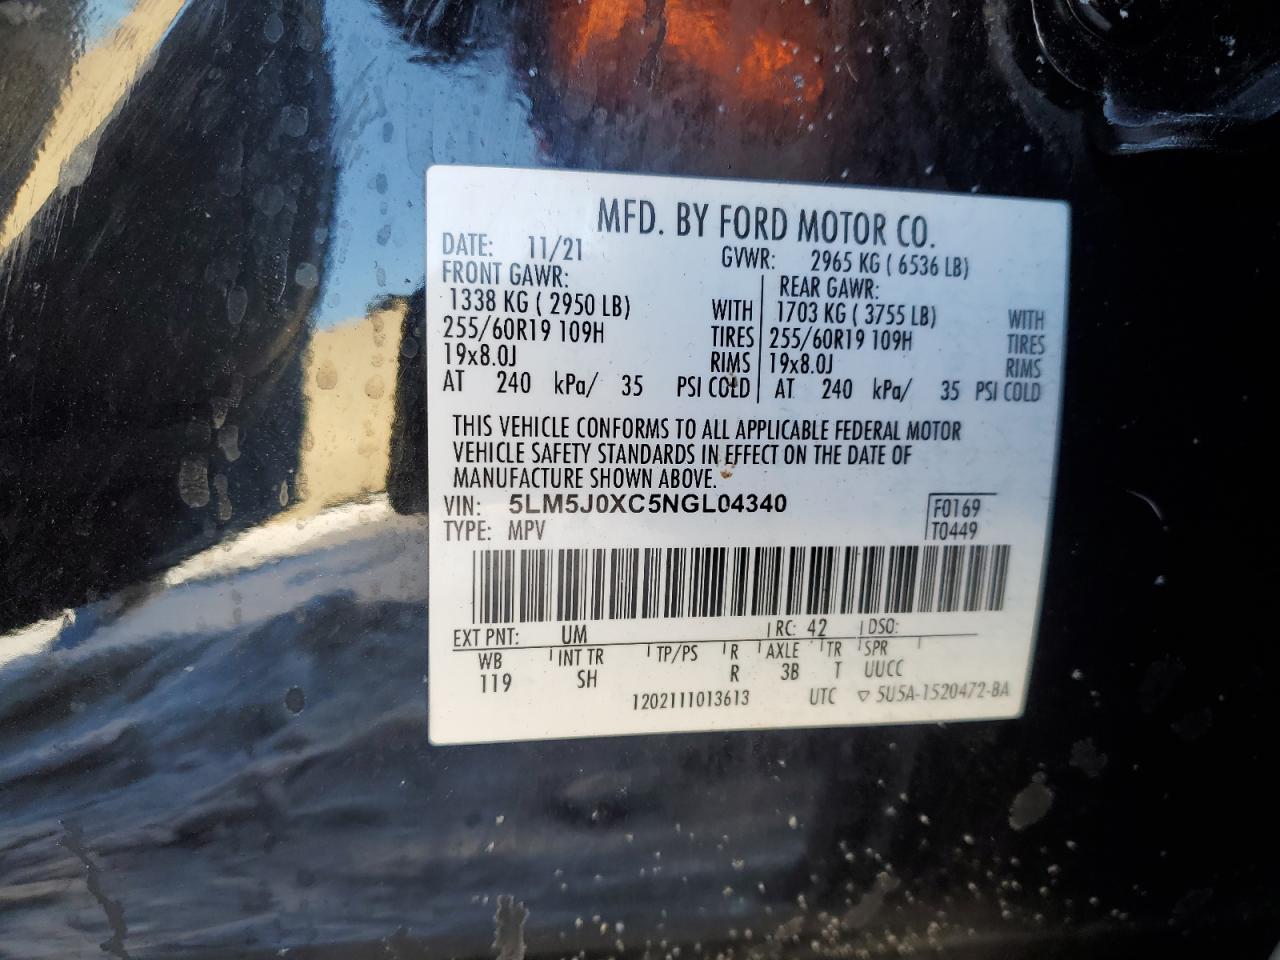 MFD. BY FORD MOTOR CO.
DATE: 11/21 GVWR: 2965 KG ( 6536 LB)
FRONT GAWR: REAR GAWR:
1338 KG ( 2950 LB) WITH 1703 KG ( 3755 LB) WITH
255/60R19 109H TIRES 255/60R19 109H TIRES
19x8.0J RIMS 19x8.0J RIMS
AT 240 kPa/ 35 PSI COLD AT 240 kPa/ 35 PSI COLD
THIS VEHICLE CONFORMS TO ALL APPLICABLE FEDERAL MOTOR
VEHICLE SAFETY STANDARDS IN EFFECT ON THE DATE OF
MANUFACTURE SHOWN ABOVE.
VIN: 5LM5J0XC5NGL04340 F0169
TYPE: MPV T0449
EXT PNT: UM RC: 42 DSO:
WB INT TR TP/PS R AXLE TR SPR
119 SH R 3B T UUCC
1202111013613 UTC ▽ 5U5A-1520472-BA